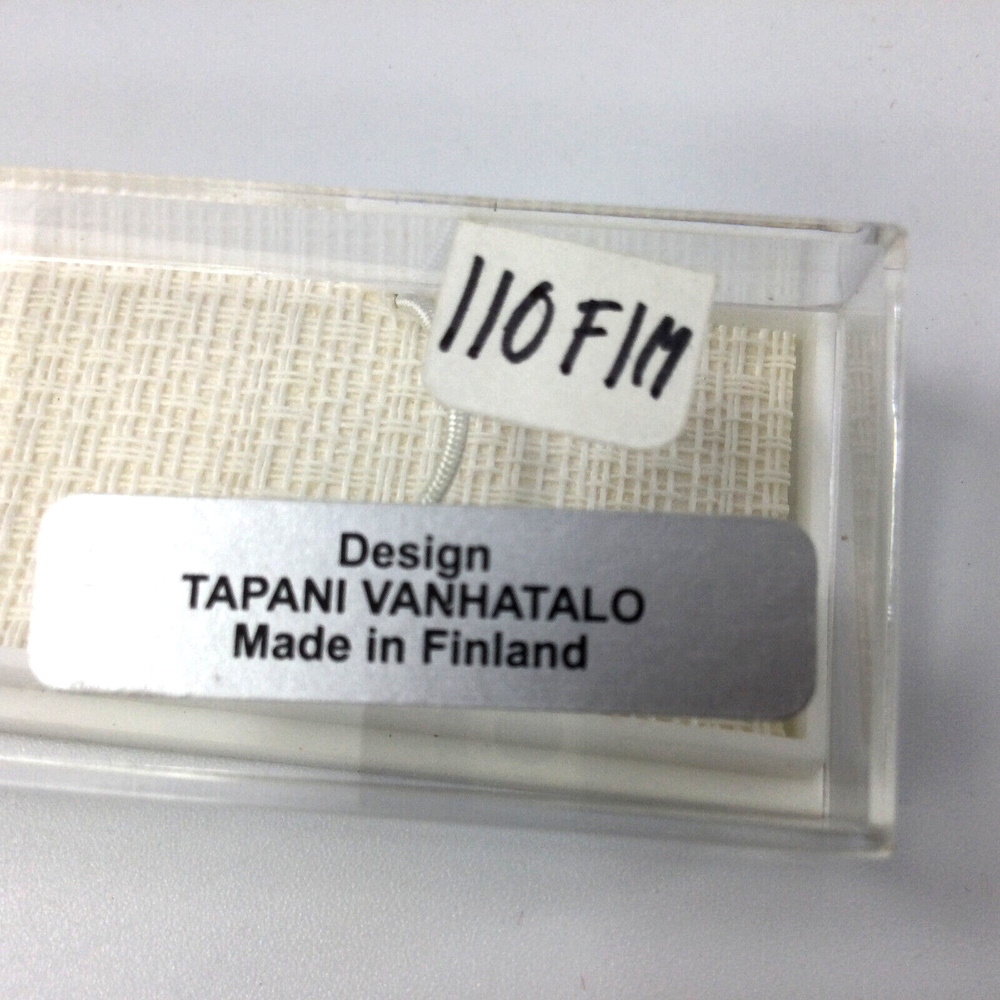 110 FIM
Design
TAPANI VANHATALO
Made in Finland